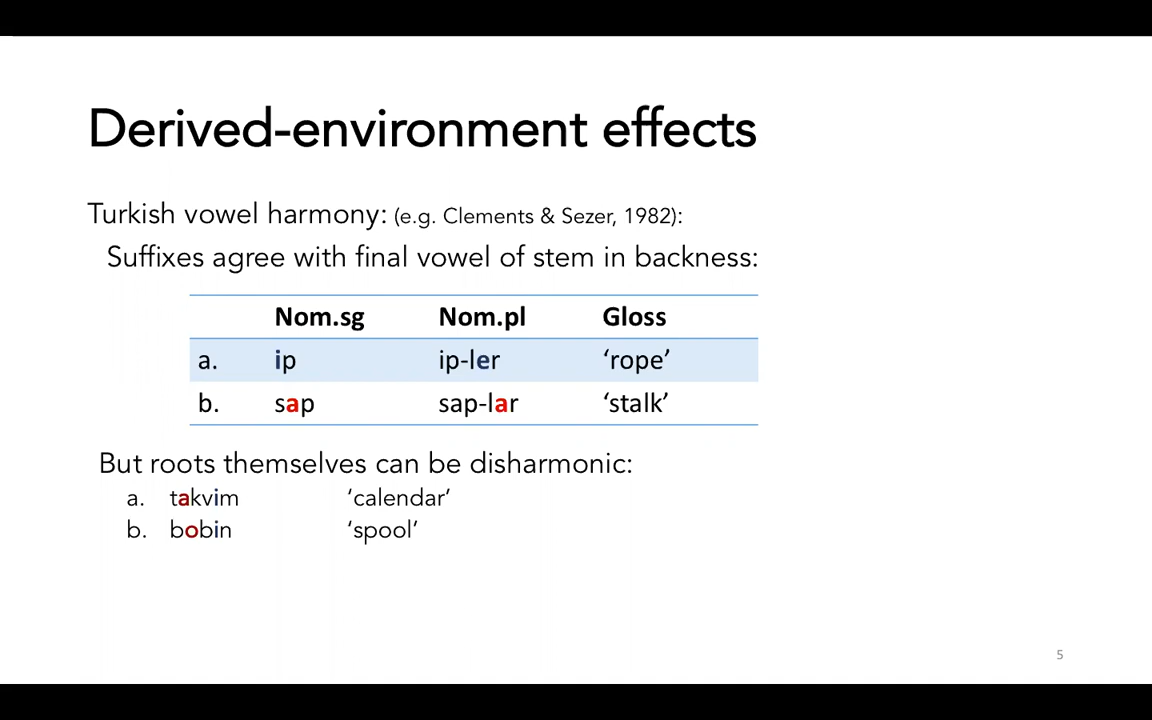 Derived-environment effects
Turkish vowel harmony: (e.g. Clements & Sezer, 1982):
Suffixes agree with final vowel of stem in backness:
Nom.sg Nom.pl Gloss
a. ip ip-ler ‘rope’
b. sap sap-lar ‘stalk’
But roots themselves can be disharmonic:
a. takvim ‘calendar’
b. bobin ‘spool’
5